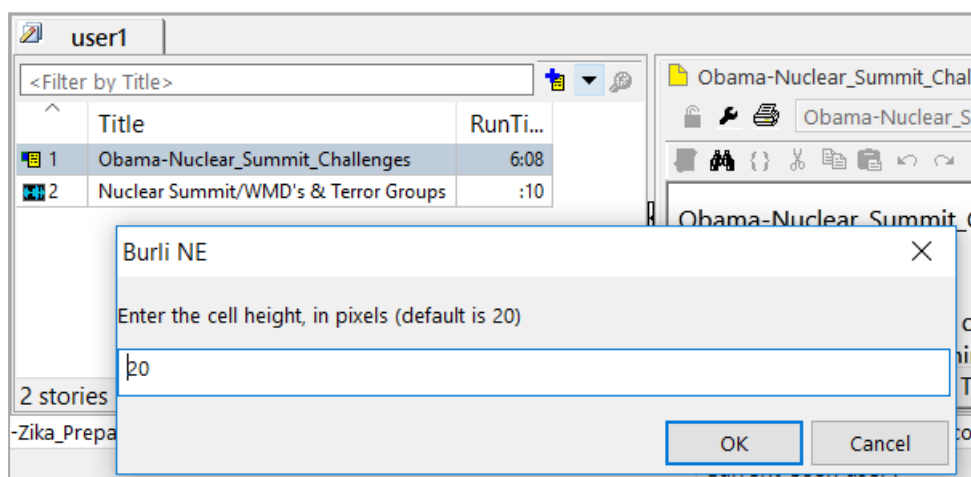 user1
<Filter by Title>
Title RunTi...
1 Obama-Nuclear_Summit_Challenges 6:08
2 Nuclear Summit/WMD's & Terror Groups :10
2 stories
-Zika_Prepa
Obama-Nuclear_Summit_Chal
Obama-Nuclear_S
Obama-Nuclear_Summit_
Burli NE
Enter the cell height, in pixels (default is 20)
20
OK Cancel